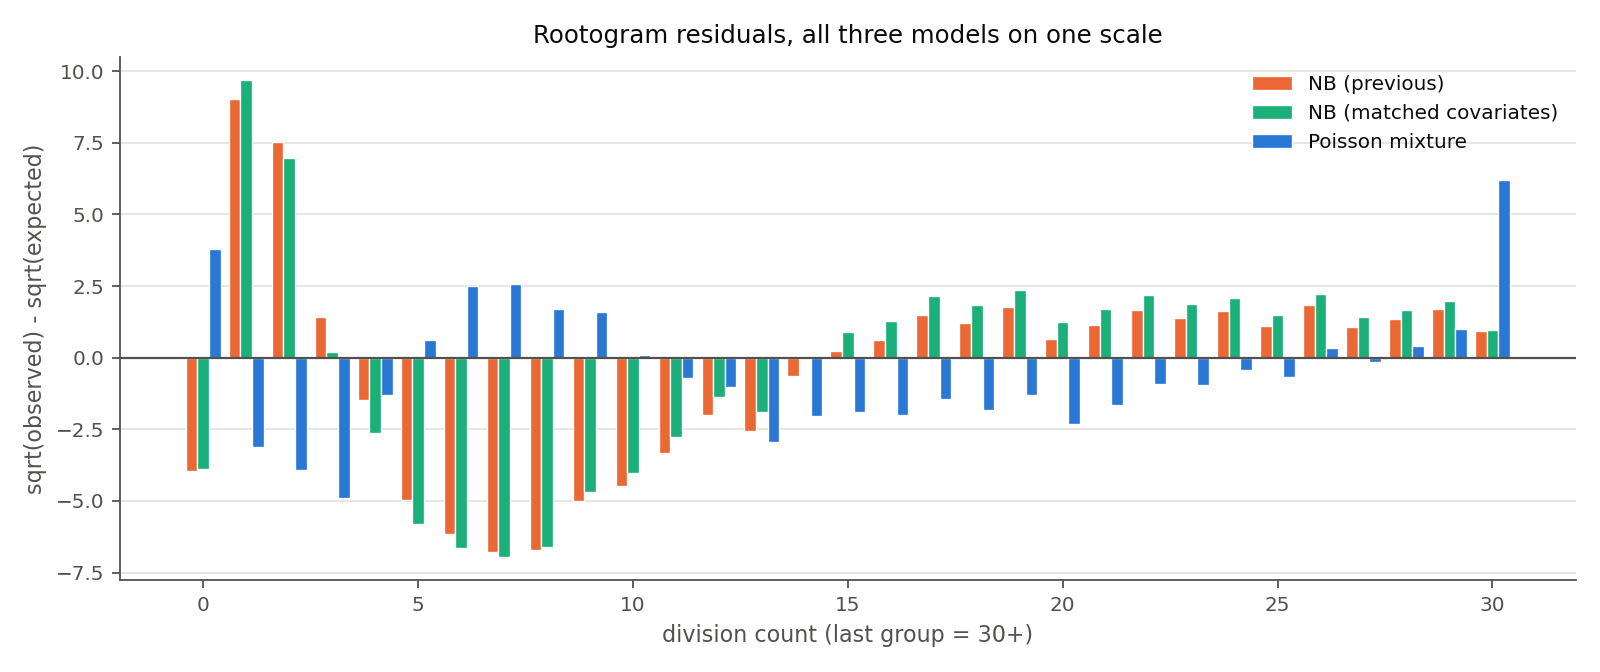 Rootogram residuals, all three models on one scale
NB (previous)
NB (matched covariates)
Poisson mixture
sqrt(observed) - sqrt(expected)
10.0
7.5
5.0
2.5
0.0
−2.5
−5.0
−7.5
0 5 10 15 20 25 30
division count (last group = 30+)